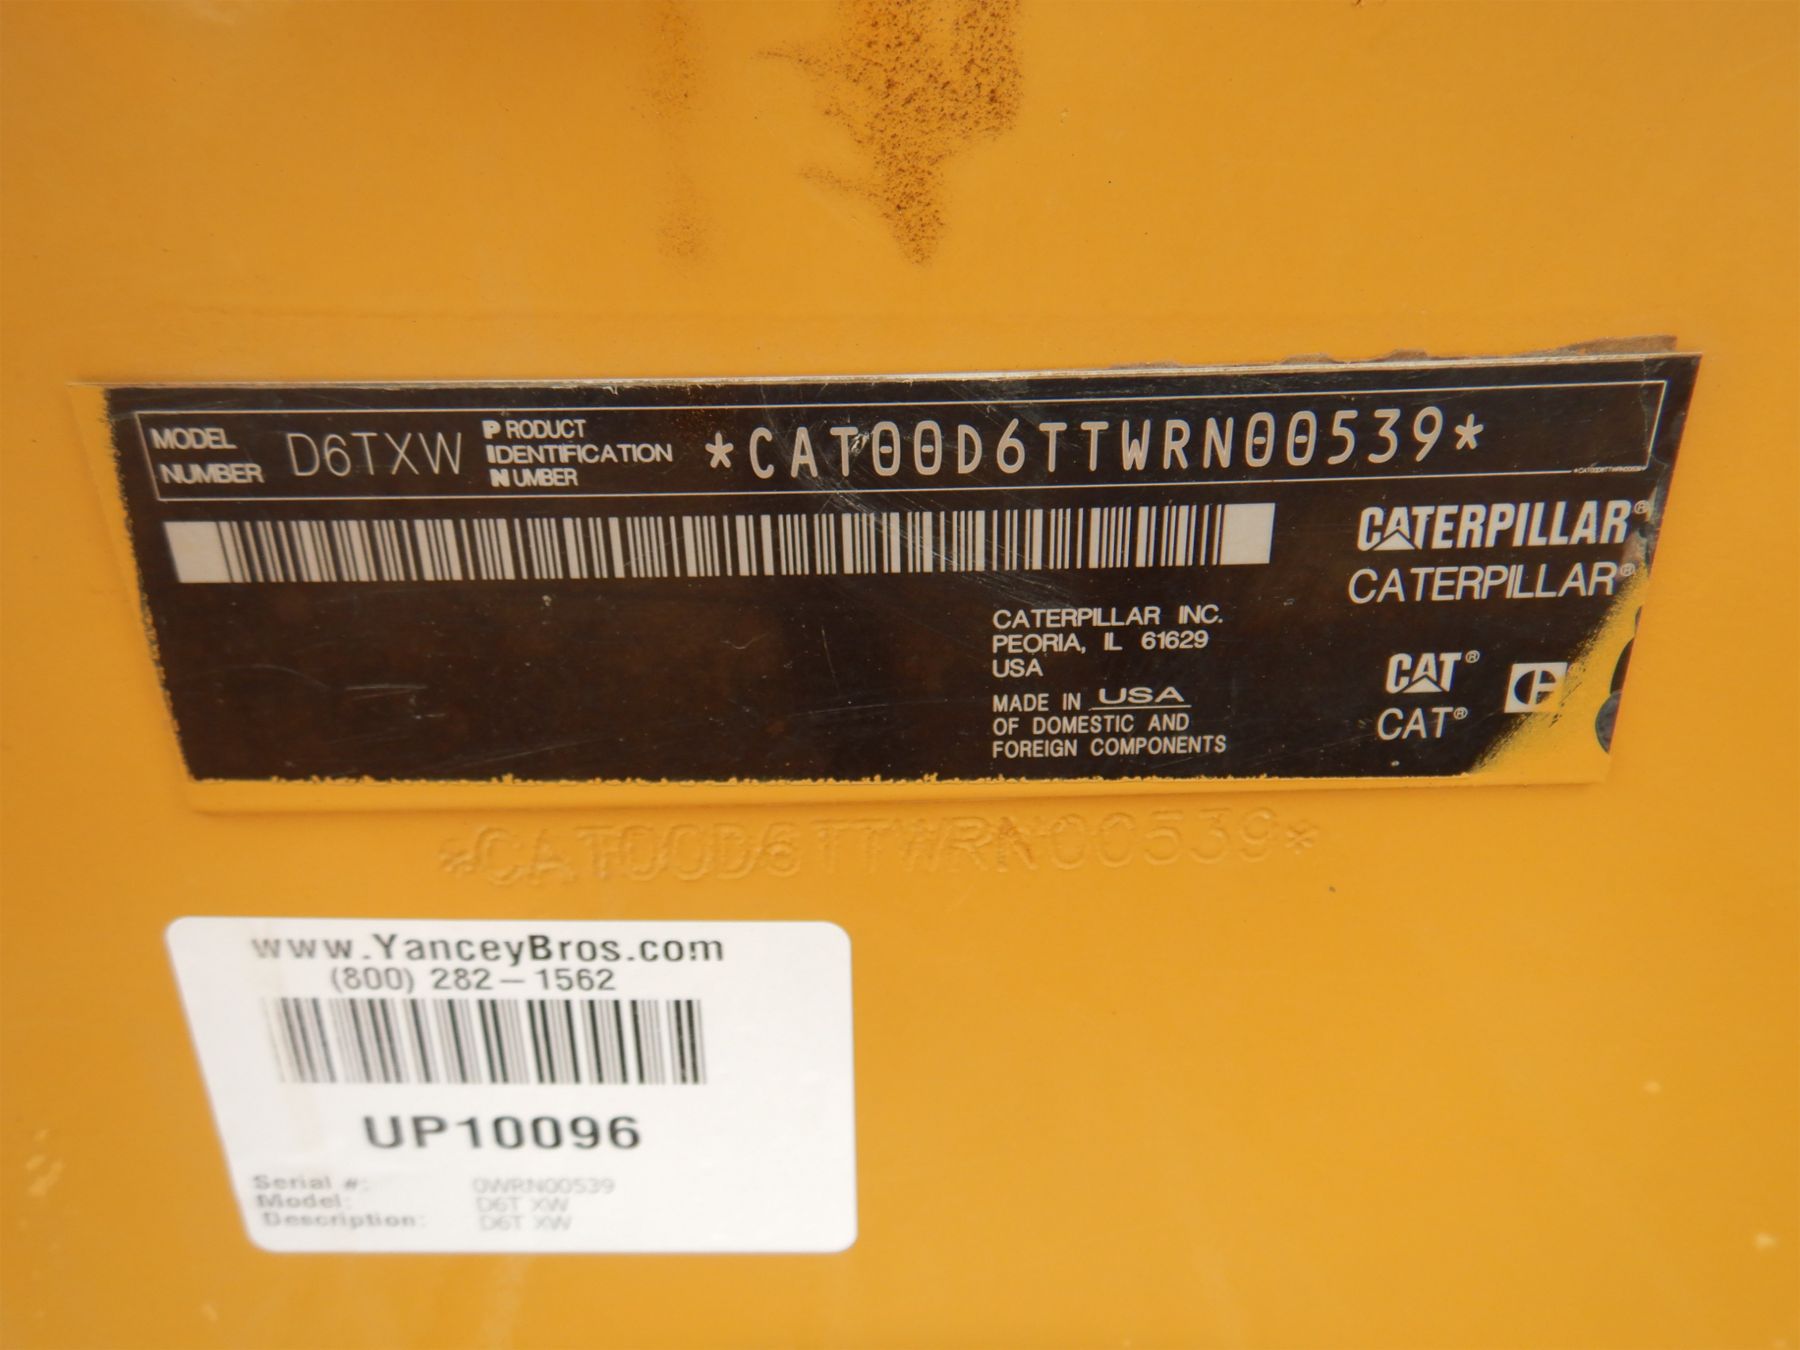 MODEL NUMBER D6TXW PRODUCT IDENTIFICATION NUMBER *CAT00D6TTWRN00539*
*CAT00D6TTWRN00539*
CATERPILLAR®
CATERPILLAR®
CATERPILLAR INC.
PEORIA, IL 61629
USA
MADE IN USA
OF DOMESTIC AND
FOREIGN COMPONENTS
CAT®
CAT®
*CAT00D6TTWRN00539*
www.YanceyBros.com
(800) 282-1562
UP10096
Serial #: 0WRN00539
Model: D6T XW
Description: D6T XW